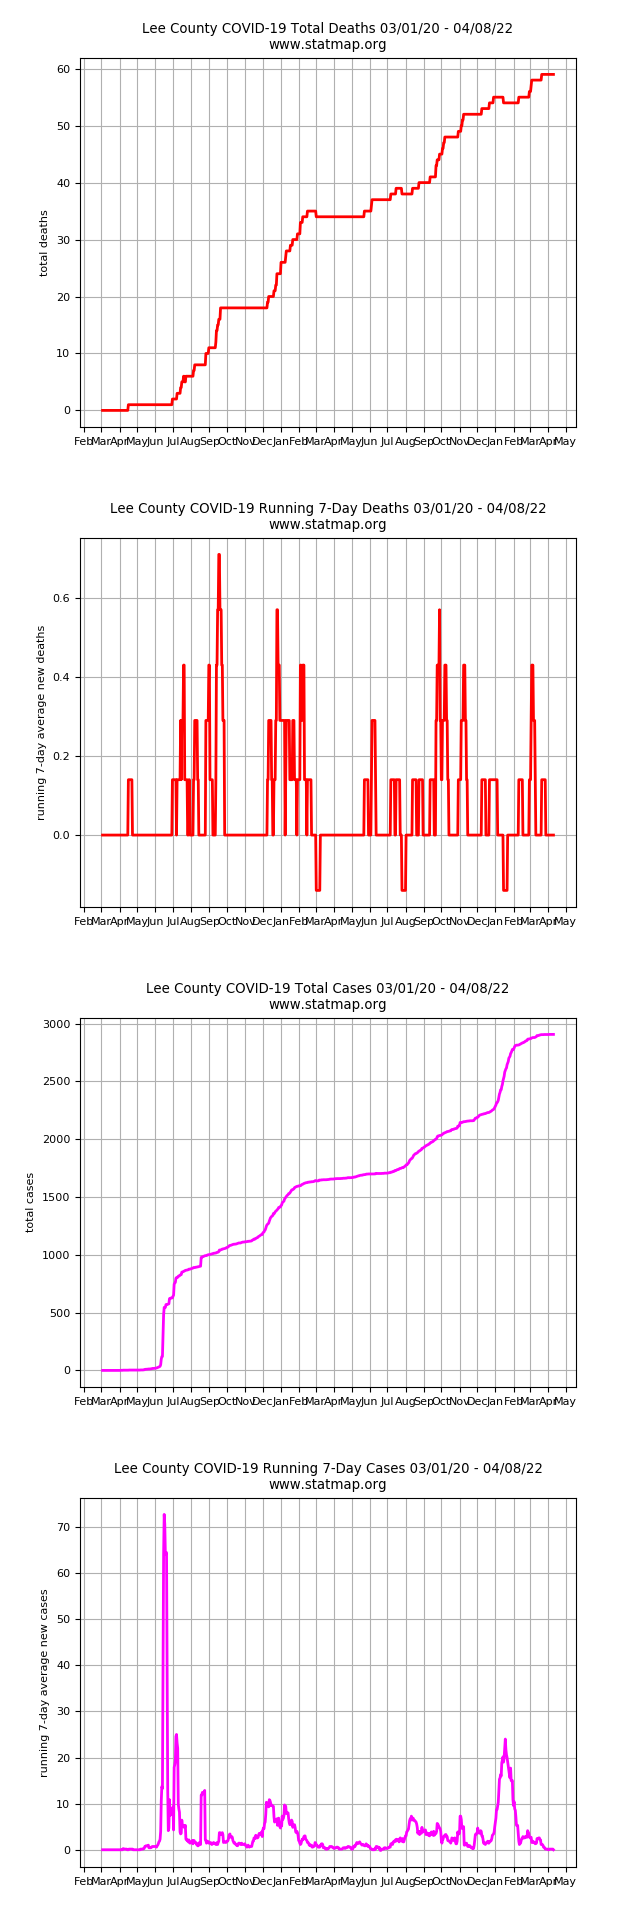 Lee County COVID-19 Total Deaths 03/01/20 - 04/08/22
www.statmap.org
60
50
40
30
20
10
0
total deaths
Feb Mar Apr May Jun Jul Aug Sep Oct Nov Dec Jan Feb Mar Apr May Jun Jul Aug Sep Oct Nov Dec Jan Feb Mar Apr May
Lee County COVID-19 Running 7-Day Deaths 03/01/20 - 04/08/22
www.statmap.org
0.6
0.4
0.2
0.0
running 7-day average new deaths
Feb Mar Apr May Jun Jul Aug Sep Oct Nov Dec Jan Feb Mar Apr May Jun Jul Aug Sep Oct Nov Dec Jan Feb Mar Apr May
Lee County COVID-19 Total Cases 03/01/20 - 04/08/22
www.statmap.org
3000
2500
2000
1500
1000
500
0
total cases
Feb Mar Apr May Jun Jul Aug Sep Oct Nov Dec Jan Feb Mar Apr May Jun Jul Aug Sep Oct Nov Dec Jan Feb Mar Apr May
Lee County COVID-19 Running 7-Day Cases 03/01/20 - 04/08/22
www.statmap.org
70
60
50
40
30
20
10
0
running 7-day average new cases
Feb Mar Apr May Jun Jul Aug Sep Oct Nov Dec Jan Feb Mar Apr May Jun Jul Aug Sep Oct Nov Dec Jan Feb Mar Apr May